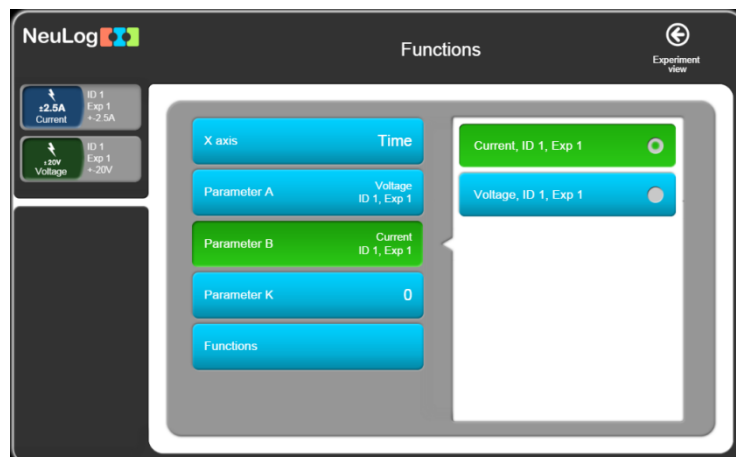 NeuLog
Functions
Experiment
view
ID 1
Exp 1
+-2.5A
±2.5A
Current
ID 1
Exp 1
+-20V
±20V
Voltage
X axis Time
Parameter A Voltage
ID 1, Exp 1
Parameter B Current
ID 1, Exp 1
Parameter K 0
Functions
Current, ID 1, Exp 1
Voltage, ID 1, Exp 1